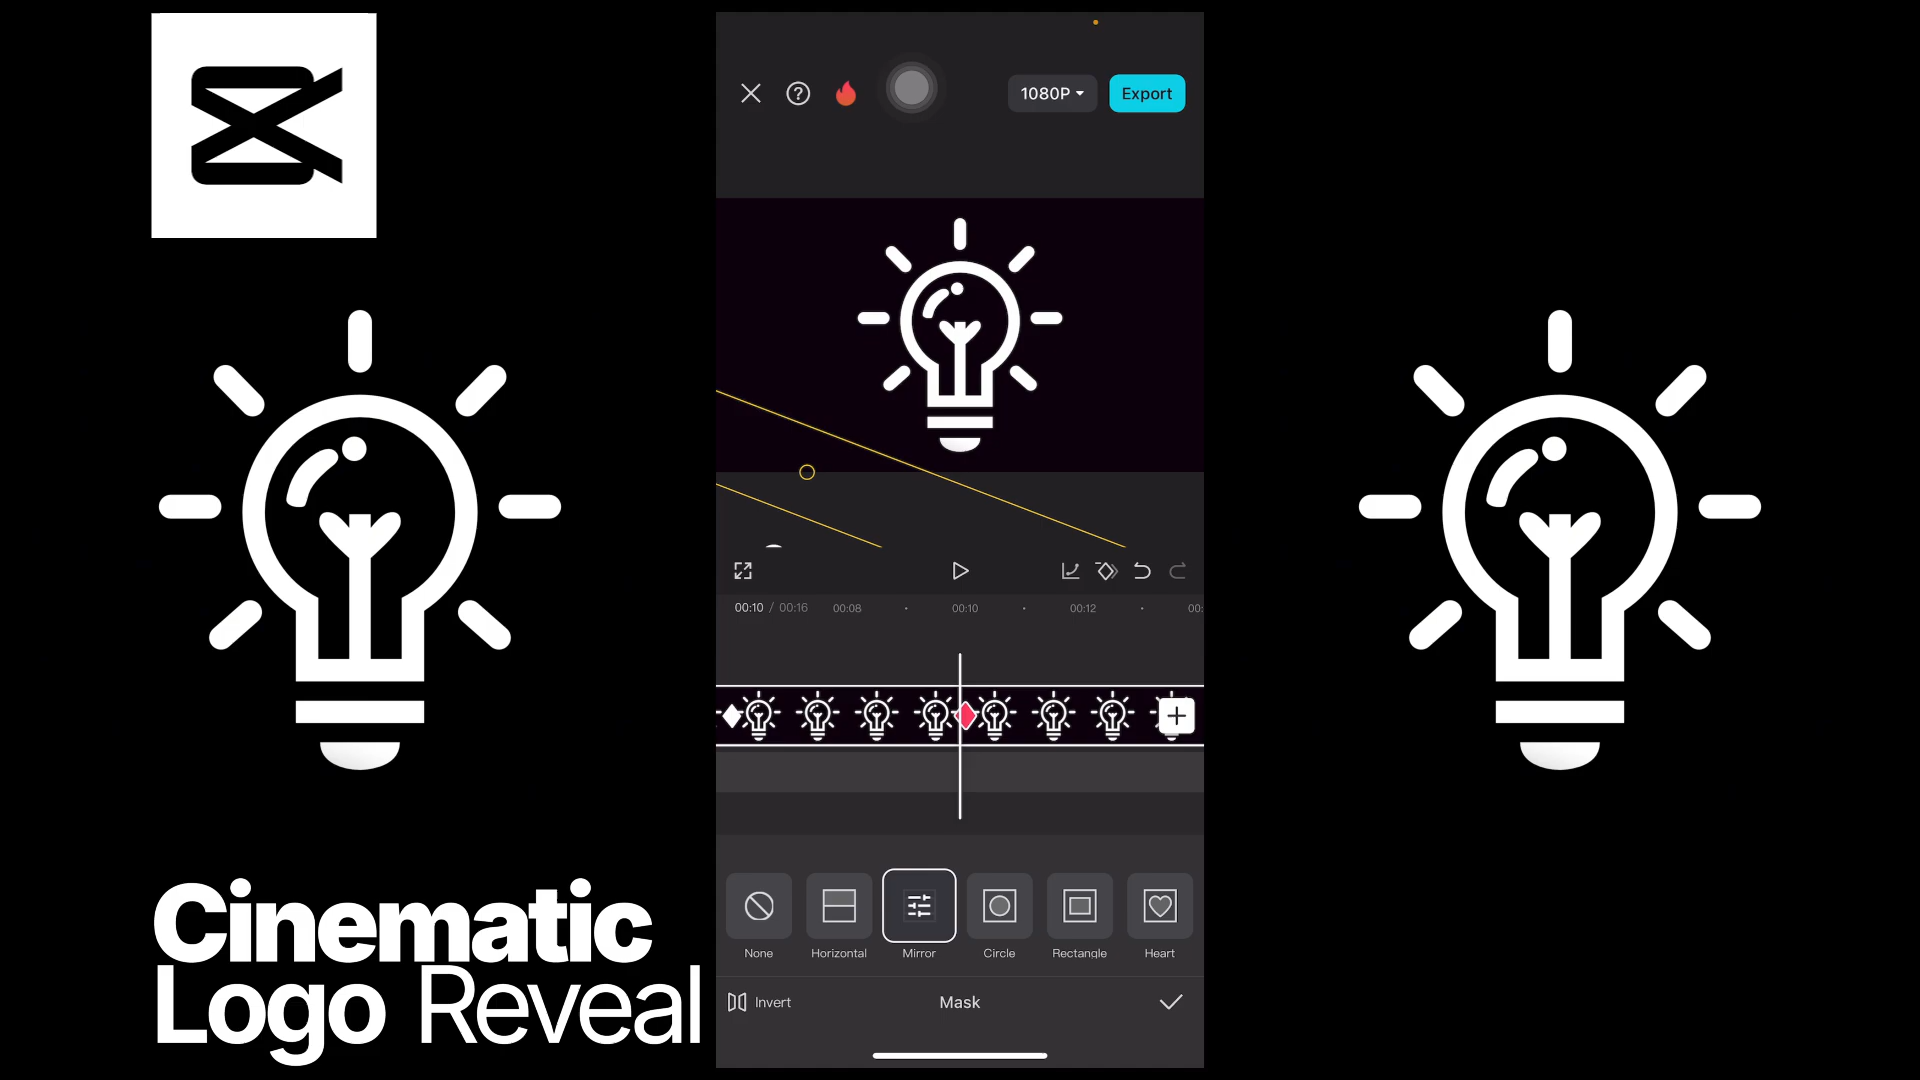 1080P
Export
00:10 / 00:16
00:08
00:10
00:12
00:
None
Horizontal
Mirror
Circle
Rectangle
Heart
Invert
Mask
Cinematic
Logo Reveal